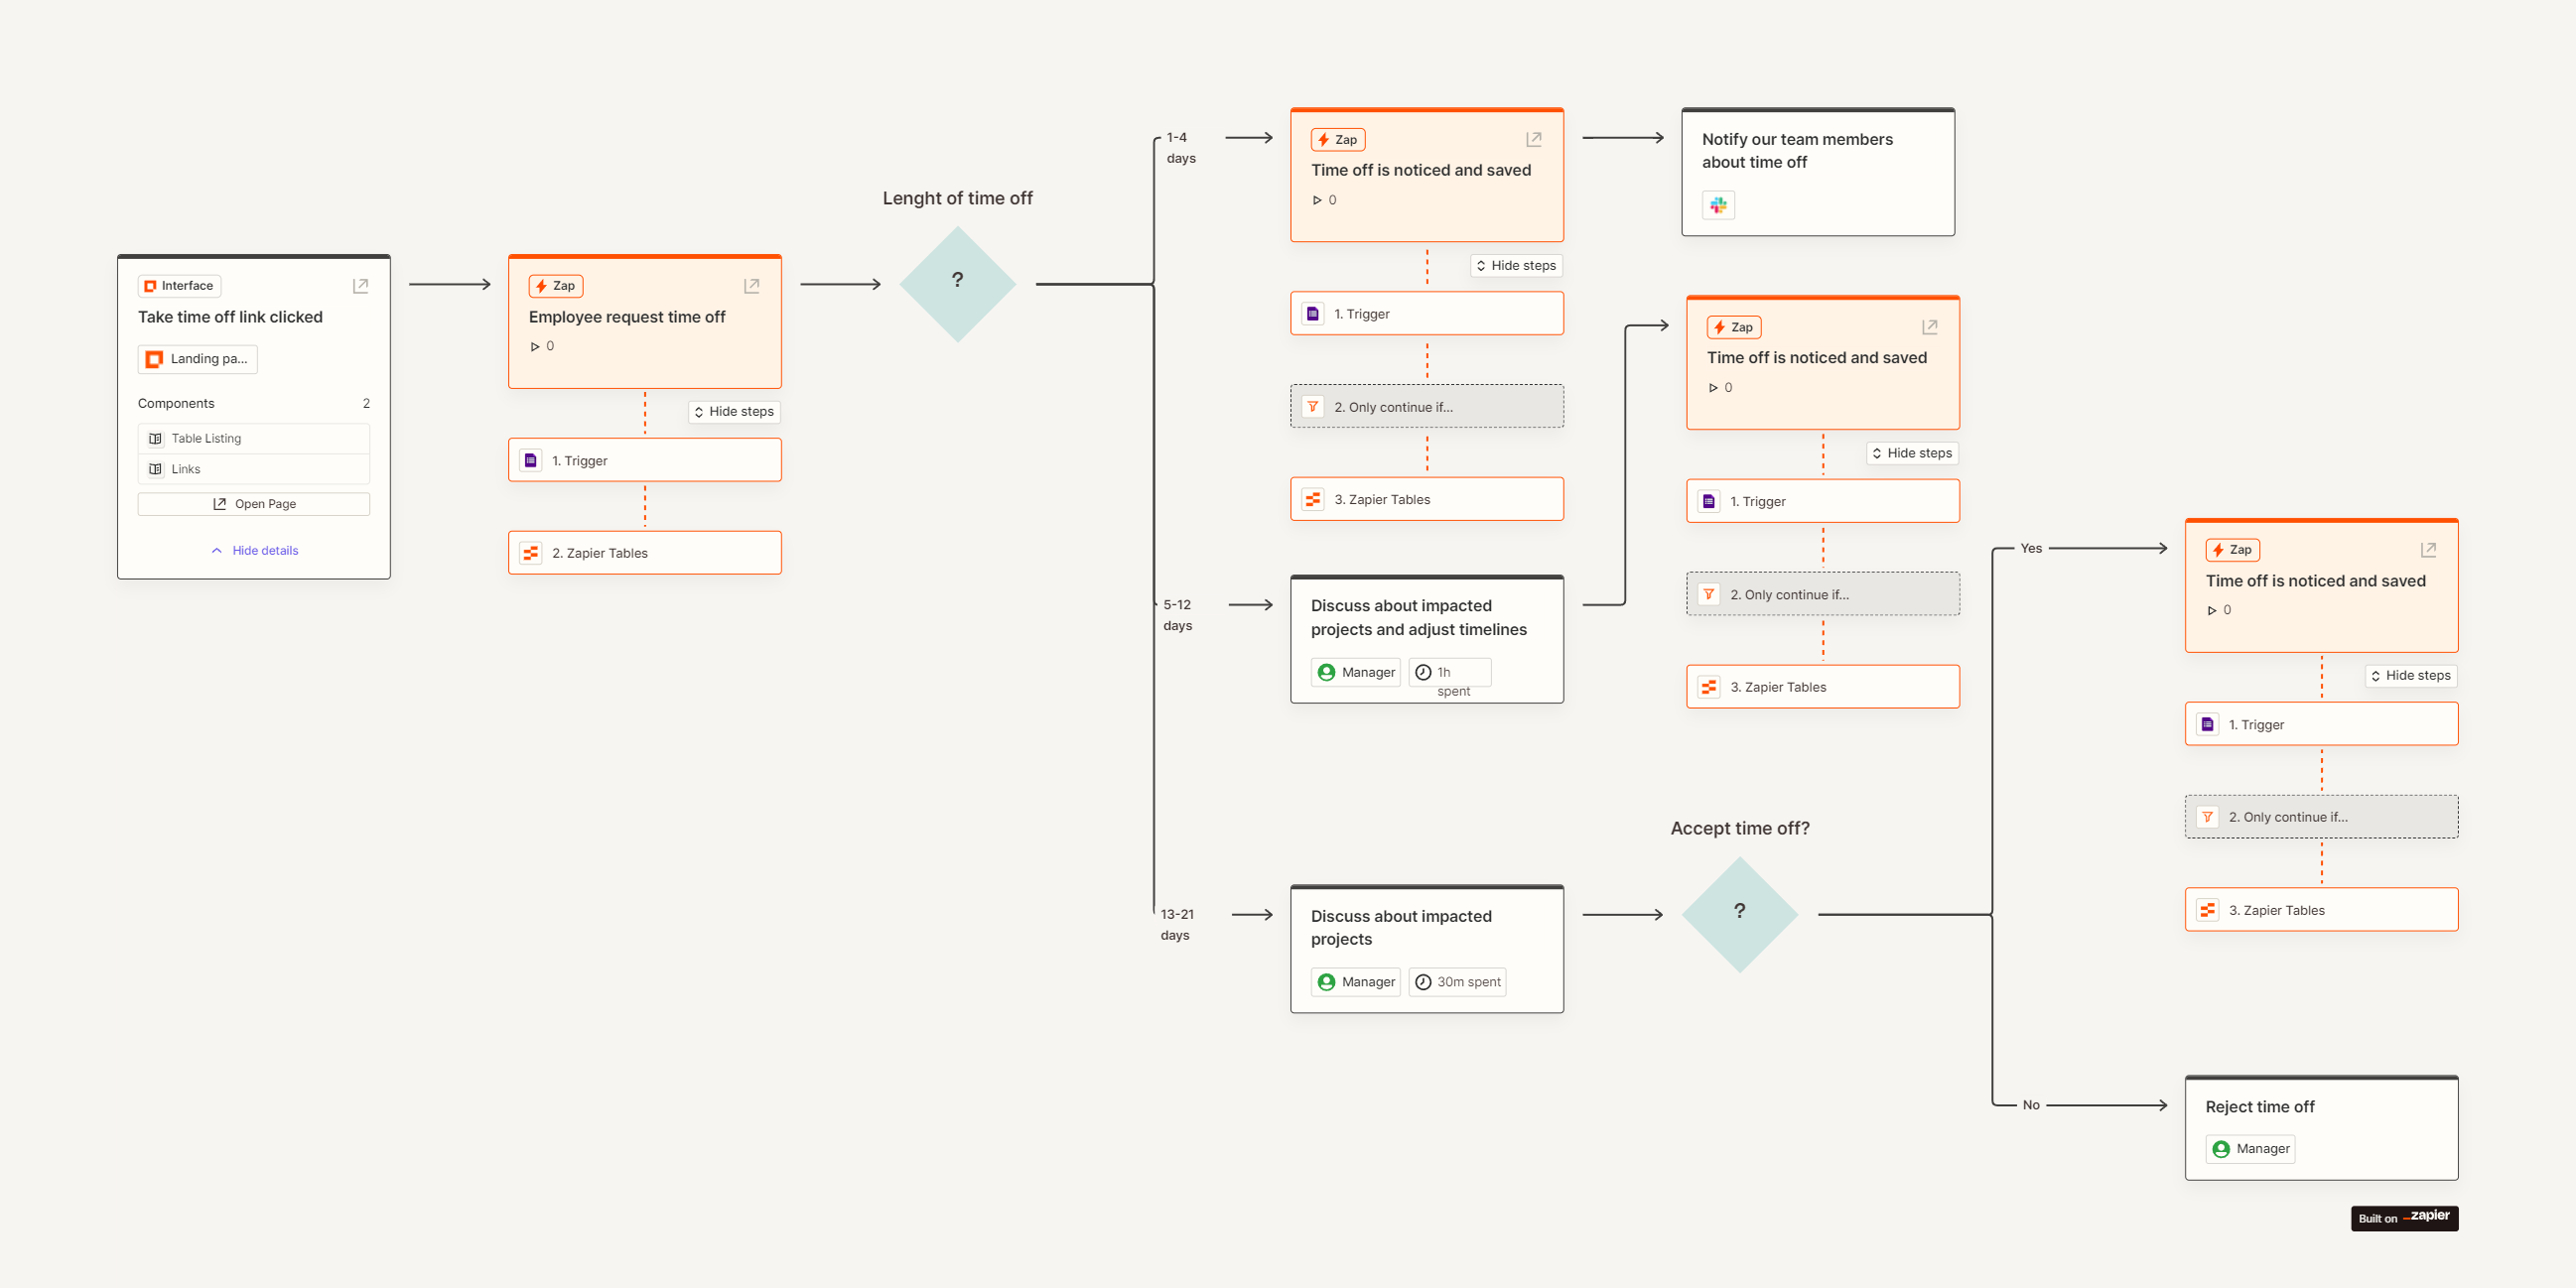 Interface
Take time off link clicked
Landing pa...
Components 2
Table Listing
Links
Open Page
Hide details
Zap
Employee request time off
0
Hide steps
1. Trigger
2. Zapier Tables
Lenght of time off
?
1-4
days
Zap
Time off is noticed and saved
0
Hide steps
1. Trigger
2. Only continue if...
3. Zapier Tables
Notify our team members
about time off
5-12
days
Discuss about impacted
projects and adjust timelines
Manager
1h
spent
Zap
Time off is noticed and saved
0
Hide steps
1. Trigger
2. Only continue if...
3. Zapier Tables
13-21
days
Discuss about impacted
projects
Manager
30m spent
Accept time off?
?
Yes
Zap
Time off is noticed and saved
0
Hide steps
1. Trigger
2. Only continue if...
3. Zapier Tables
No
Reject time off
Manager
Built on _zapier